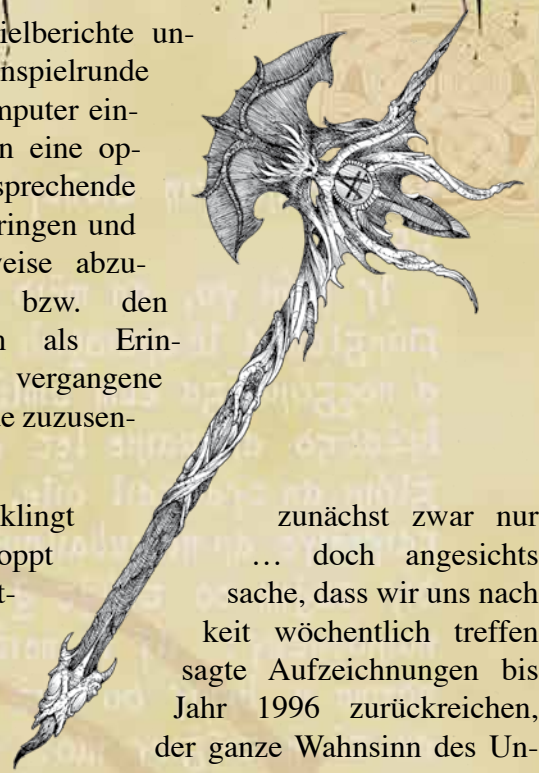 ielberichte un-
nspielrunde
mputer ein-
n eine op-
sprechende
ringen und
eise abzu-
bzw. den
n als Erin-
vergangene
e zuzusen-
klingt zunächst zwar nur
oppt … doch angesichts
t- sache, dass wir uns nach
keit wöchentlich treffen
sagte Aufzeichnungen bis
Jahr 1996 zurückreichen,
der ganze Wahnsinn des Un-